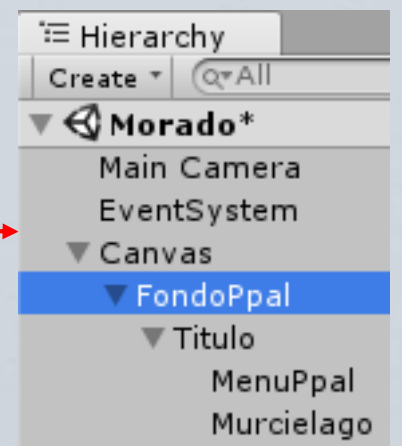 Hierarchy
Create All
Morado*
Main Camera
EventSystem
Canvas
FondoPpal
Titulo
MenuPpal
Murcielago